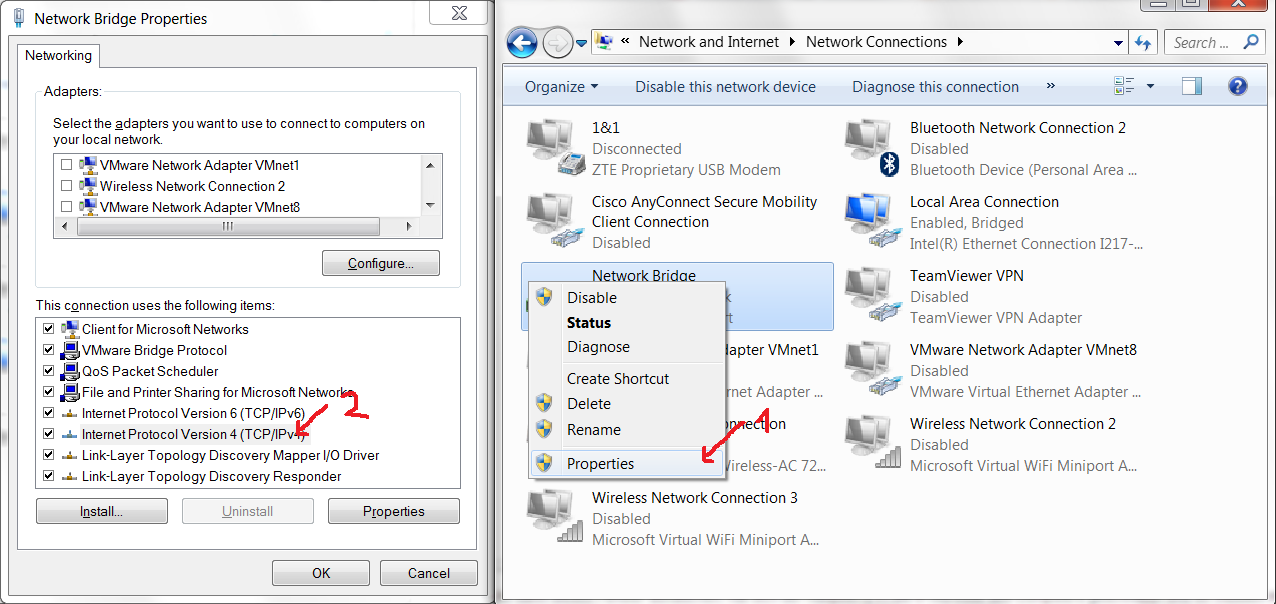 Network Bridge Properties
Networking
Adapters:
Select the adapters you want to use to connect to computers on
your local network.
VMware Network Adapter VMnet1
Wireless Network Connection 2
VMware Network Adapter VMnet8
Configure...
This connection uses the following items:
Client for Microsoft Networks
VMware Bridge Protocol
QoS Packet Scheduler
File and Printer Sharing for Microsoft Networks
Internet Protocol Version 6 (TCP/IPv6)
2
Internet Protocol Version 4 (TCP/IPv4)
Link-Layer Topology Discovery Mapper I/O Driver
Link-Layer Topology Discovery Responder
Install...
Uninstall
Properties
OK
Cancel
« Network and Internet
Network Connections
Search ...
Organize
Disable this network device
Diagnose this connection
»
?
1&1
Disconnected
ZTE Proprietary USB Modem
Bluetooth Network Connection 2
Disabled
Bluetooth Device (Personal Area ...
Cisco AnyConnect Secure Mobility
Client Connection
Disabled
Local Area Connection
Enabled, Bridged
Intel(R) Ethernet Connection I217-...
Network Bridge
Disable
Status
Diagnose
Create Shortcut
Delete
Rename
Properties
1
TeamViewer VPN
Disabled
TeamViewer VPN Adapter
dapter VMnet1
ernet Adapter ...
VMware Network Adapter VMnet8
Disabled
VMware Virtual Ethernet Adapter ...
onnection
Vireless-AC 72...
Wireless Network Connection 2
Disabled
Microsoft Virtual WiFi Miniport A...
Wireless Network Connection 3
Disabled
Microsoft Virtual WiFi Miniport A...